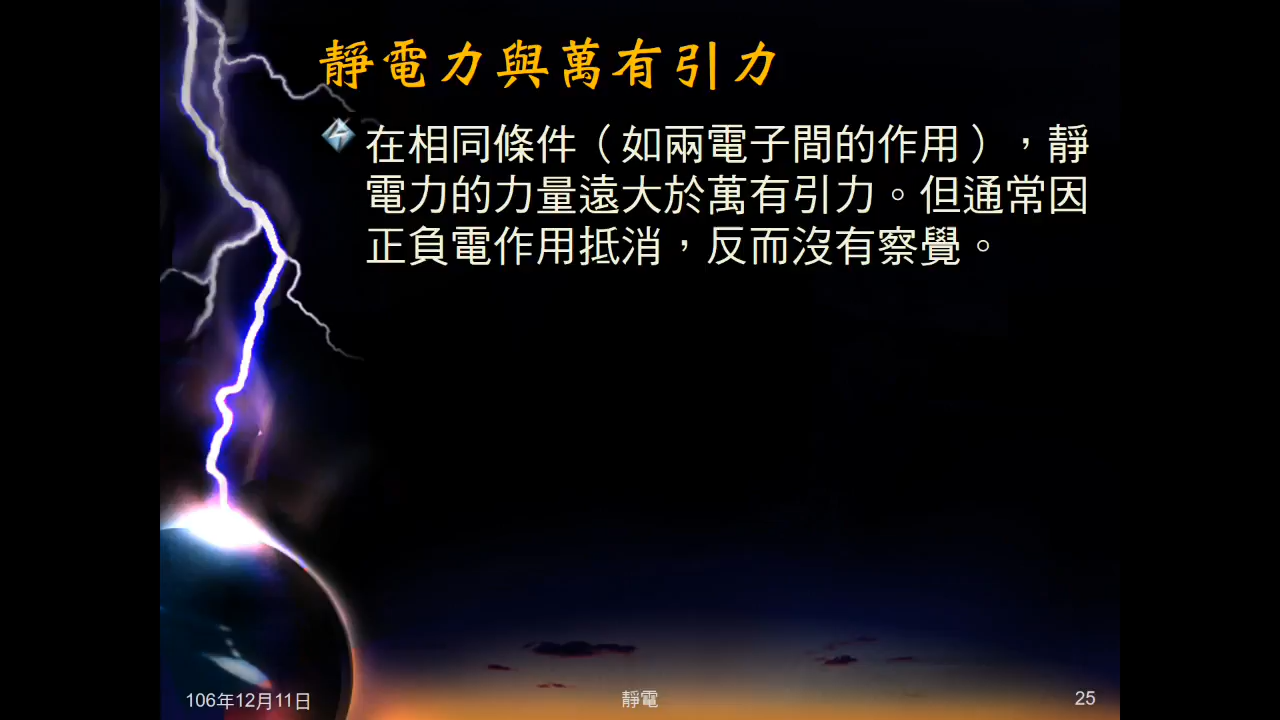 靜電力與萬有引力
在相同條件（如兩電子間的作用），靜
電力的力量遠大於萬有引力。但通常因
正負電作用抵消，反而沒有察覺。
106年12月11日
靜電
25